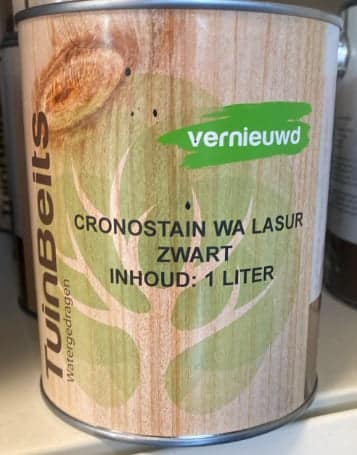 vernieuwd
CRONOSTAIN WA LASUR
ZWART
INHOUD: 1 LITER
TuinBeits
Watergedragen